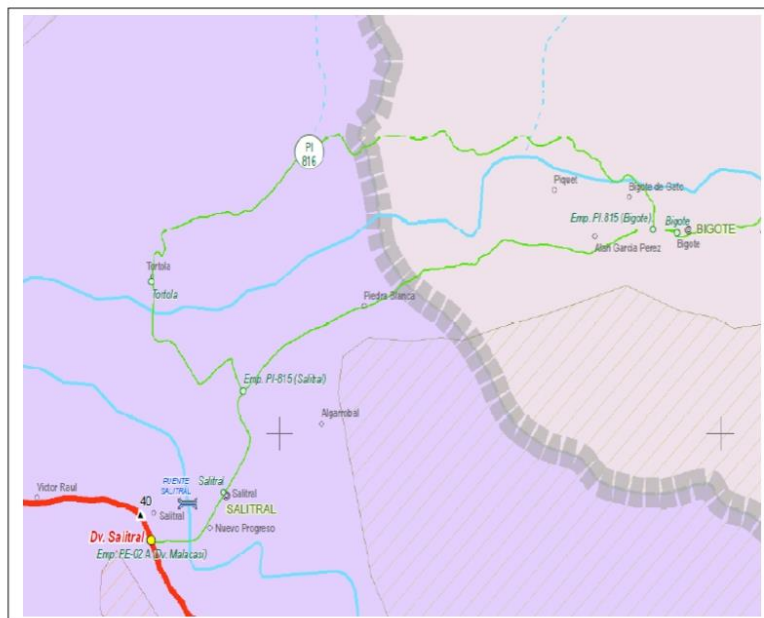 PI
816
Piquet
Bigote de Gato
Emp. PI.815 (Bigote)
Bigote
BIGOTE
Bigote
Alan Garcia Perez
Tortola
Tortola
Piedra Blanca
Emp. PI-815 (Salitral)
Algarrobal
Victor Raul
PUENTE
SALITRAL
Salitral
Salitral
40
SALITRAL
Salitral
Nuevo Progreso
Dv. Salitral
Emp. PE-02 A (Dv. Malacasi)